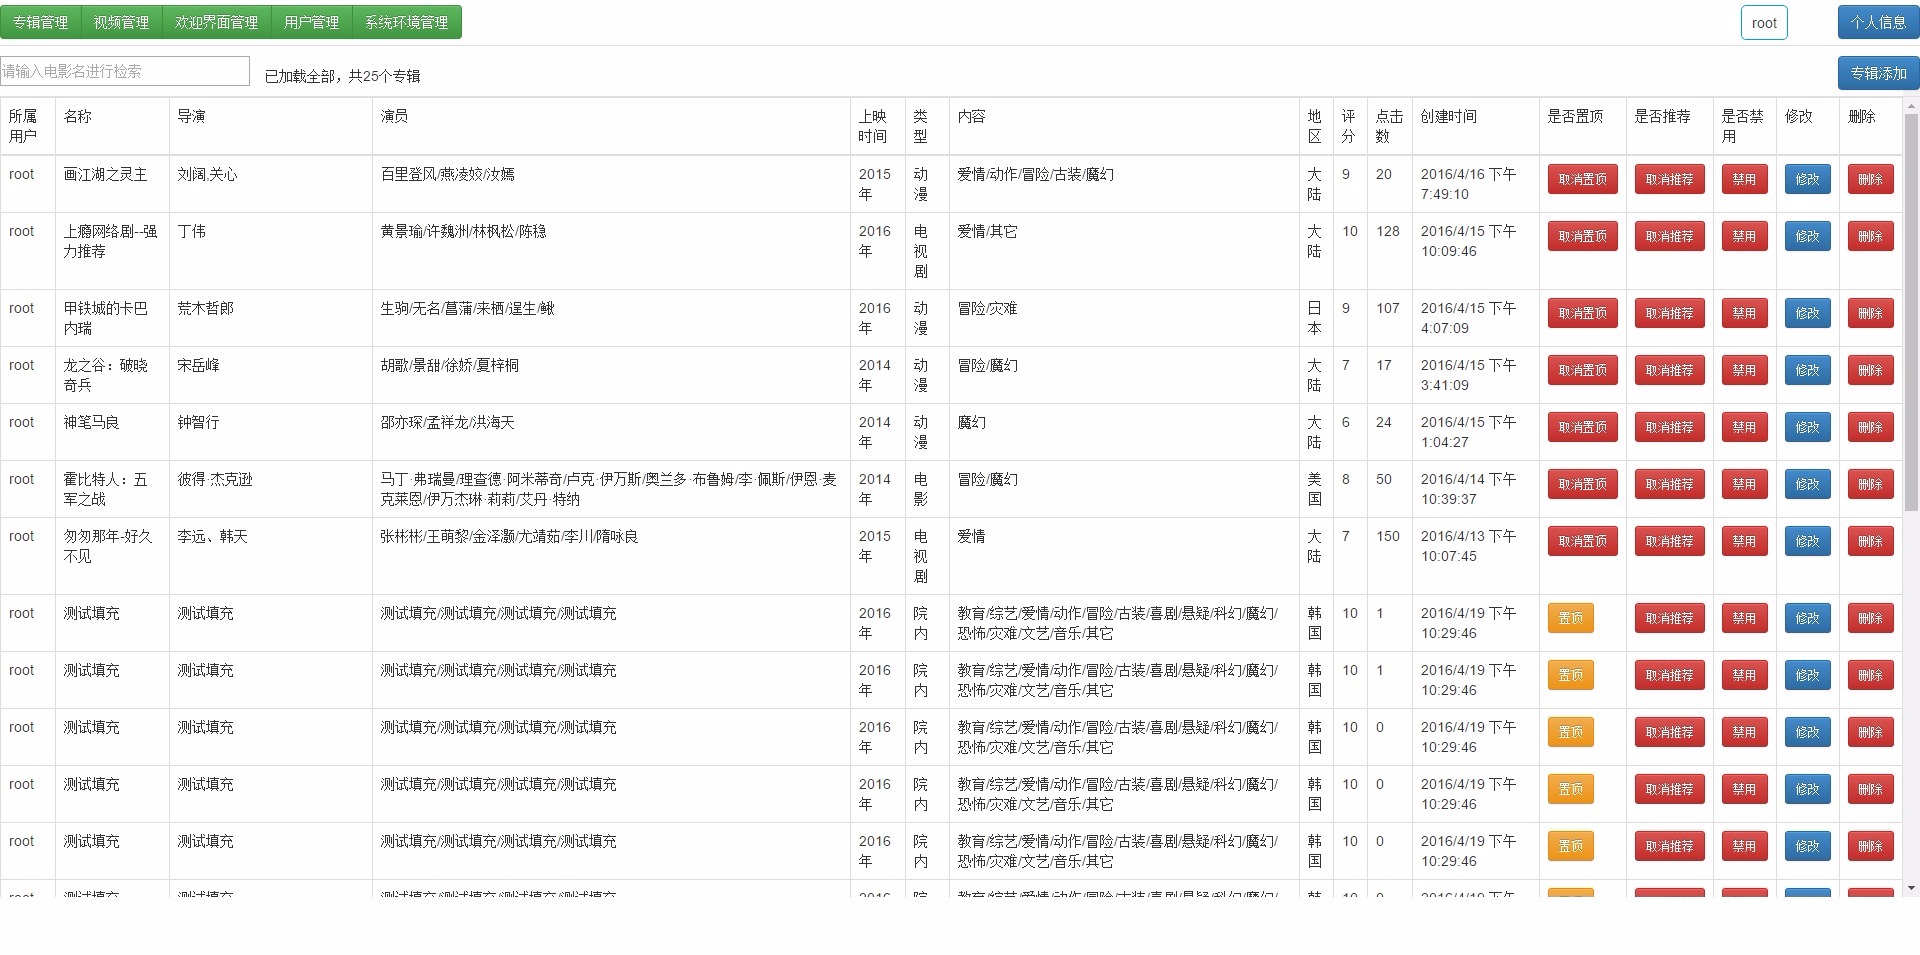 专辑管理 视频管理 欢迎界面管理 用户管理 系统环境管理 root 个人信息
请输入电影名进行检索 已加载全部，共25个专辑 专辑添加
所属用户 名称 导演 演员 上映时间 类型 内容 地区 评分 点击数 创建时间 是否置顶 是否推荐 是否禁用 修改 删除
root 画江湖之灵主 刘阔,关心 百里登风/燕凌姣/汝嫣 2015年 动漫 爱情/动作/冒险/古装/魔幻 大陆 9 20 2016/4/16 下午 7:49:10 取消置顶 取消推荐 禁用 修改 删除
root 上瘾网络剧--强力推荐 丁伟 黄景瑜/许魏洲/林枫松/陈稳 2016年 电视剧 爱情/其它 大陆 10 128 2016/4/15 下午 10:09:46 取消置顶 取消推荐 禁用 修改 删除
root 甲铁城的卡巴内瑞 荒木哲郎 生驹/无名/菖蒲/来栖/逞生/鳅 2016年 动漫 冒险/灾难 日本 9 107 2016/4/15 下午 4:07:09 取消置顶 取消推荐 禁用 修改 删除
root 龙之谷：破晓奇兵 宋岳峰 胡歌/景甜/徐娇/夏梓桐 2014年 动漫 冒险/魔幻 大陆 7 17 2016/4/15 下午 3:41:09 取消置顶 取消推荐 禁用 修改 删除
root 神笔马良 钟智行 邵亦琛/孟祥龙/洪海天 2014年 动漫 魔幻 大陆 6 24 2016/4/15 下午 1:04:27 取消置顶 取消推荐 禁用 修改 删除
root 霍比特人：五军之战 彼得·杰克逊 马丁·弗瑞曼/理查德·阿米蒂奇/卢克·伊万斯/奥兰多·布鲁姆/李·佩斯/伊恩·麦克莱恩/伊万杰琳·莉莉/艾丹·特纳 2014年 电影 冒险/魔幻 美国 8 50 2016/4/14 下午 10:39:37 取消置顶 取消推荐 禁用 修改 删除
root 匆匆那年-好久不见 李远、韩天 张彬彬/王萌黎/金泽灏/尤靖茹/李川/隋咏良 2015年 电视剧 爱情 大陆 7 150 2016/4/13 下午 10:07:45 取消置顶 取消推荐 禁用 修改 删除
root 测试填充 测试填充 测试填充/测试填充/测试填充/测试填充 2016年 院内 教育/综艺/爱情/动作/冒险/古装/喜剧/悬疑/科幻/魔幻/恐怖/灾难/文艺/音乐/其它 韩国 10 1 2016/4/19 下午 10:29:46 置顶 取消推荐 禁用 修改 删除
root 测试填充 测试填充 测试填充/测试填充/测试填充/测试填充 2016年 院内 教育/综艺/爱情/动作/冒险/古装/喜剧/悬疑/科幻/魔幻/恐怖/灾难/文艺/音乐/其它 韩国 10 1 2016/4/19 下午 10:29:46 置顶 取消推荐 禁用 修改 删除
root 测试填充 测试填充 测试填充/测试填充/测试填充/测试填充 2016年 院内 教育/综艺/爱情/动作/冒险/古装/喜剧/悬疑/科幻/魔幻/恐怖/灾难/文艺/音乐/其它 韩国 10 0 2016/4/19 下午 10:29:46 置顶 取消推荐 禁用 修改 删除
root 测试填充 测试填充 测试填充/测试填充/测试填充/测试填充 2016年 院内 教育/综艺/爱情/动作/冒险/古装/喜剧/悬疑/科幻/魔幻/恐怖/灾难/文艺/音乐/其它 韩国 10 0 2016/4/19 下午 10:29:46 置顶 取消推荐 禁用 修改 删除
root 测试填充 测试填充 测试填充/测试填充/测试填充/测试填充 2016年 院内 教育/综艺/爱情/动作/冒险/古装/喜剧/悬疑/科幻/魔幻/恐怖/灾难/文艺/音乐/其它 韩国 10 0 2016/4/19 下午 10:29:46 置顶 取消推荐 禁用 修改 删除